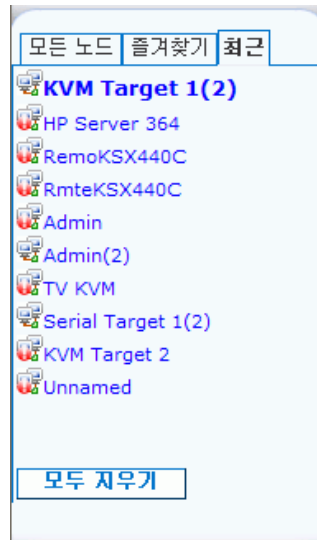 모든 노드 즐겨찾기 최근
KVM Target 1(2)
HP Server 364
RemoKSX440C
RmteKSX440C
Admin
Admin(2)
TV KVM
Serial Target 1(2)
KVM Target 2
Unnamed
모두 지우기